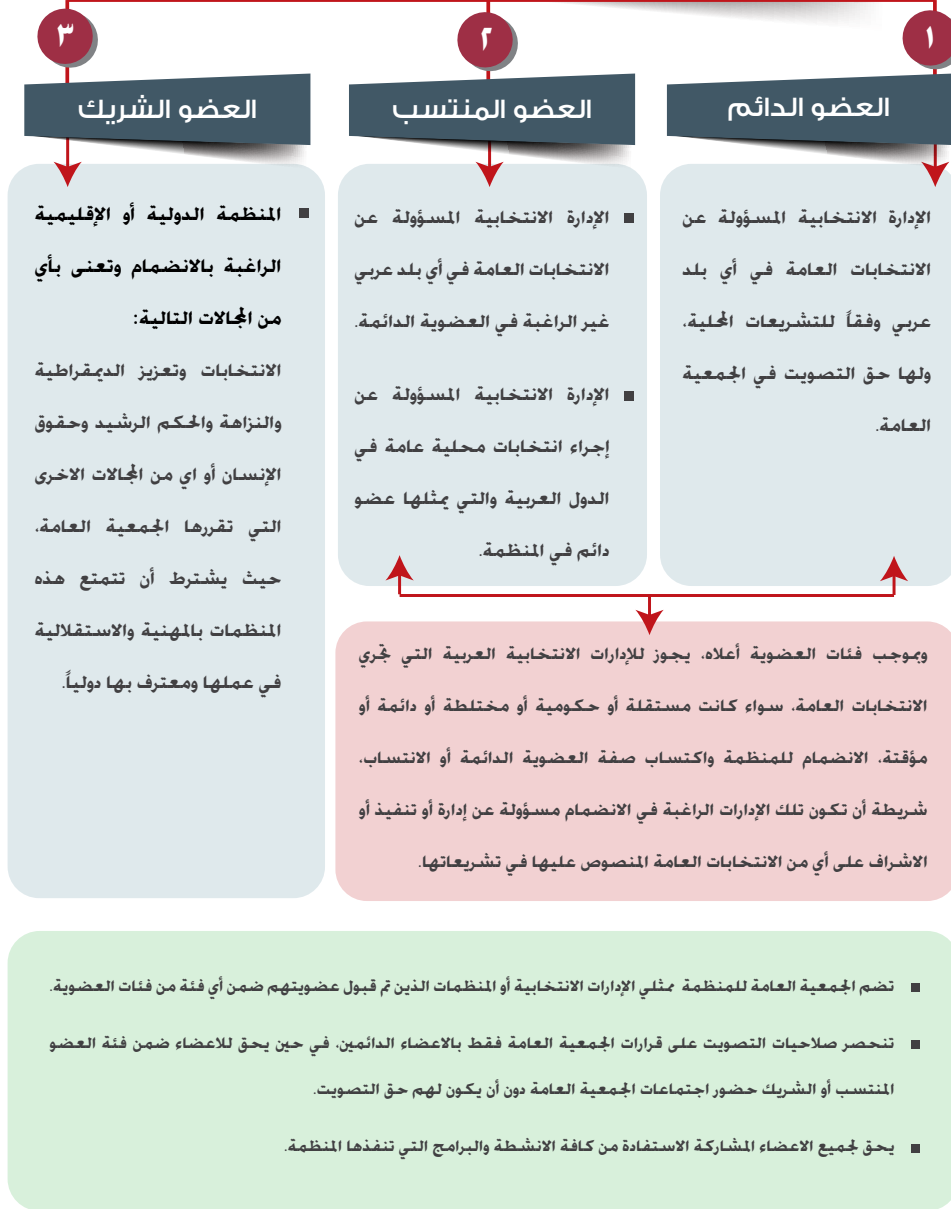 ١
العضو الدائم
الإدارة الانتخابية المسؤولة عن
الانتخابات العامة في أي بلد
عربي وفقاً للتشريعات المحلية،
ولها حق التصويت في الجمعية
العامة.
٢
العضو المنتسب
■ الإدارة الانتخابية المسؤولة عن
الانتخابات العامة في أي بلد عربي
غير الراغبة في العضوية الدائمة.
■ الإدارة الانتخابية المسؤولة عن
إجراء انتخابات محلية عامة في
الدول العربية والتي يمثلها عضو
دائم في المنظمة.
٣
العضو الشريك
■ المنظمة الدولية أو الإقليمية
الراغبة بالانضمام وتعنى بأي
من المجالات التالية:
الانتخابات وتعزيز الديمقراطية
والنزاهة والحكم الرشيد وحقوق
الإنسان أو اي من المجالات الاخرى
التي تقررها الجمعية العامة،
حيث يشترط أن تتمتع هذه
المنظمات بالمهنية والاستقلالية
في عملها ومعترف بها دولياً.
وبموجب فئات العضوية أعلاه، يجوز للإدارات الانتخابية العربية التي تجري
الانتخابات العامة، سواء كانت مستقلة أو حكومية أو مختلطة أو دائمة أو
مؤقتة، الانضمام للمنظمة واكتساب صفة العضوية الدائمة أو الانتساب،
شريطة أن تكون تلك الإدارات الراغبة في الانضمام مسؤولة عن إدارة أو تنفيذ أو
الاشراف على أي من الانتخابات العامة المنصوص عليها في تشريعاتها.
■ تضم الجمعية العامة للمنظمة ممثلي الإدارات الانتخابية أو المنظمات الذين تم قبول عضويتهم ضمن أي فئة من فئات العضوية.
■ تنحصر صلاحيات التصويت على قرارات الجمعية العامة فقط بالاعضاء الدائمين، في حين يحق للاعضاء ضمن فئة العضو
المنتسب أو الشريك حضور اجتماعات الجمعية العامة دون أن يكون لهم حق التصويت.
■ يحق لجميع الاعضاء المشاركة الاستفادة من كافة الانشطة والبرامج التي تنفذها المنظمة.